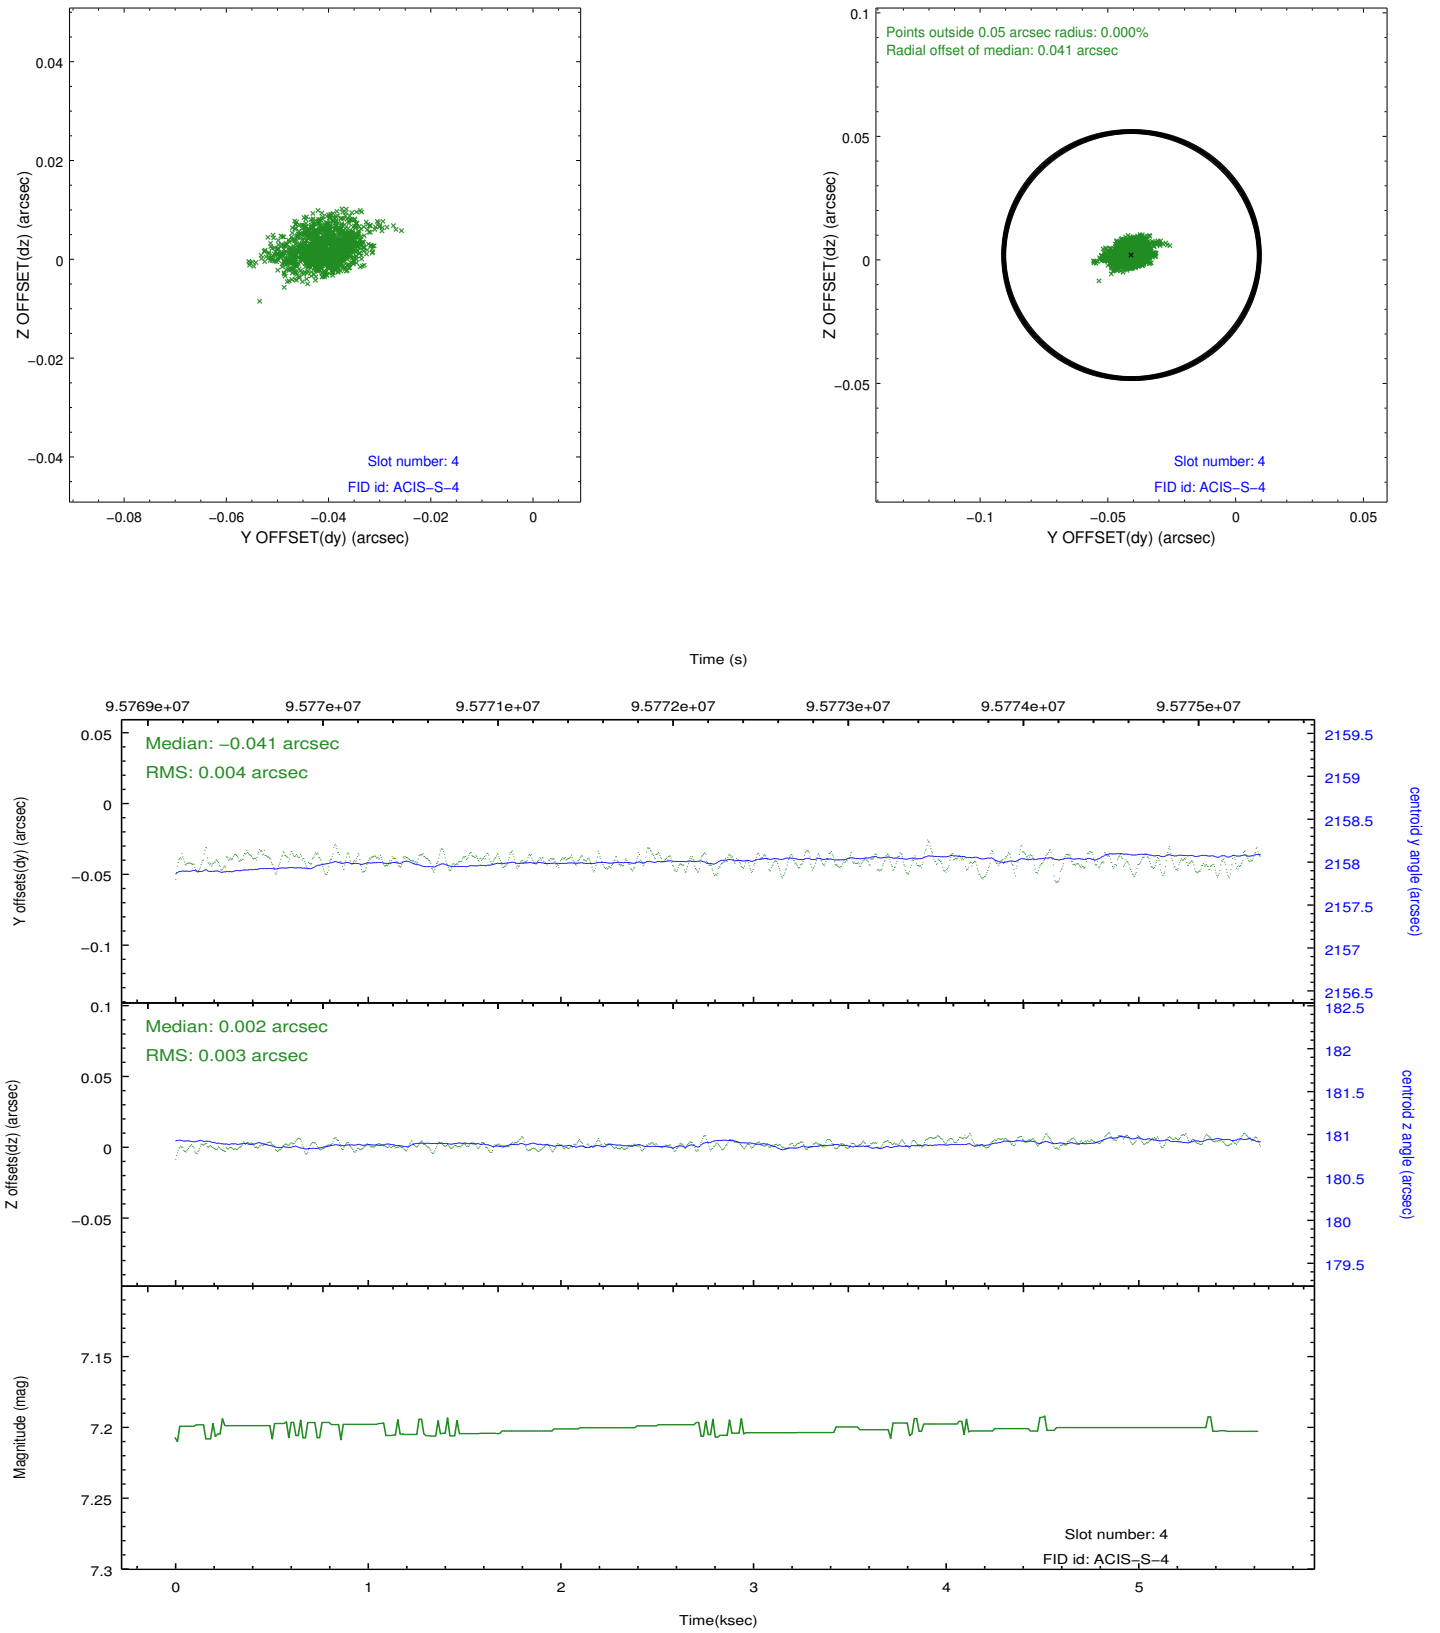 0.04
0.02
0
−0.02
−0.04
Z OFFSET(dz) (arcsec)
Slot number: 4
FID id: ACIS−S−4
−0.08 −0.06 −0.04 −0.02 0
Y OFFSET(dy) (arcsec)
0.1
0.05
0
−0.05
Z OFFSET(dz) (arcsec)
Points outside 0.05 arcsec radius: 0.000%
Radial offset of median: 0.041 arcsec
Slot number: 4
FID id: ACIS−S−4
−0.1 −0.05 0 0.05
Y OFFSET(dy) (arcsec)
Time (s)
9.5769e+07 9.577e+07 9.5771e+07 9.5772e+07 9.5773e+07 9.5774e+07 9.5775e+07
0.05
0
−0.05
−0.1
Y offsets(dy) (arcsec)
Median: −0.041 arcsec
RMS: 0.004 arcsec
2159.5
2159
2158.5
2158
2157.5
2157
2156.5
centroid y angle (arcsec)
0.1
0.05
0
−0.05
Z offsets(dz) (arcsec)
Median: 0.002 arcsec
RMS: 0.003 arcsec
182.5
182
181.5
181
180.5
180
179.5
centroid z angle (arcsec)
7.15
7.2
7.25
7.3
Magnitude (mag)
Slot number: 4
FID id: ACIS−S−4
0 1 2 3 4 5
Time(ksec)